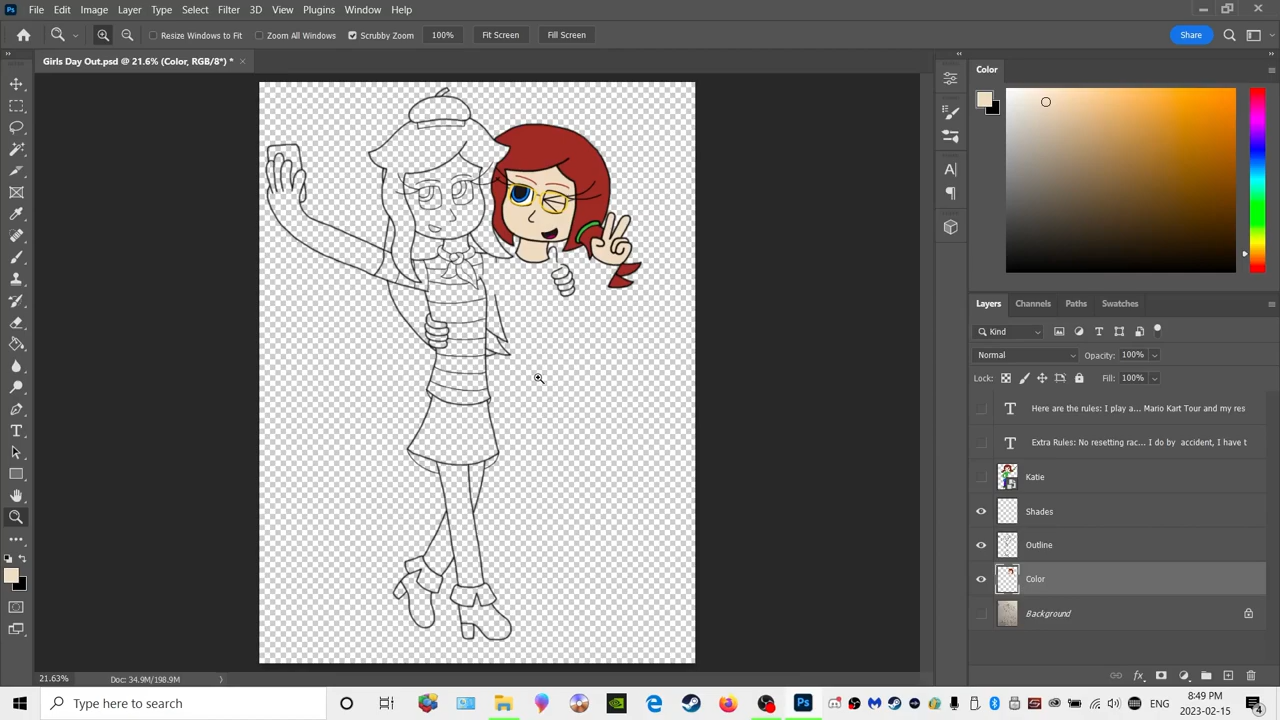 Ps File Edit Image Layer Type Select Filter 3D View Plugins Window Help
Resize Windows to Fit Zoom All Windows Scrubby Zoom 100% Fit Screen Fill Screen Share
Girls Day Out.psd @ 21.6% (Color, RGB/8*) *
Color
Layers Channels Paths Swatches
Kind
Normal Opacity: 100%
Lock: Fill: 100%
Here are the rules: I play a... Mario Kart Tour and my res
Extra Rules: No resetting rac... I do by accident, I have t
Katie
Shades
Outline
Color
Background
21.63% Doc: 34.9M/198.9M
Type here to search
Ps
ENG
8:49 PM
2023-02-15
4